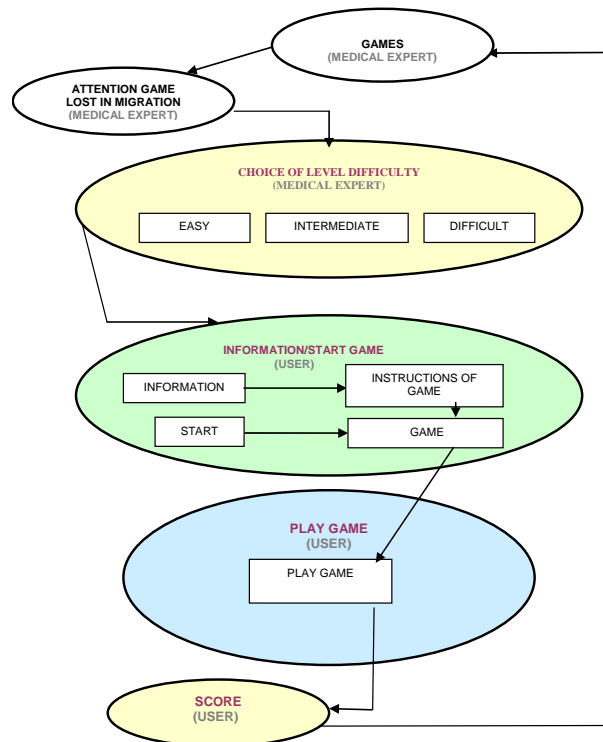 GAMES
(MEDICAL EXPERT)
ATTENTION GAME
LOST IN MIGRATION
(MEDICAL EXPERT)
CHOICE OF LEVEL DIFFICULTY
(MEDICAL EXPERT)
EASY
INTERMEDIATE
DIFFICULT
INFORMATION/START GAME
(USER)
INFORMATION
INSTRUCTIONS OF
GAME
START
GAME
PLAY GAME
(USER)
PLAY GAME
SCORE
(USER)